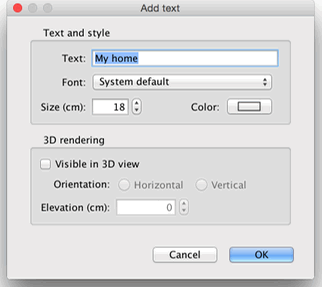 Add text
Text and style
Text: My home
Font: System default
Size (cm): 18 Color:
3D rendering
Visible in 3D view
Orientation: Horizontal Vertical
Elevation (cm): 0
Cancel OK